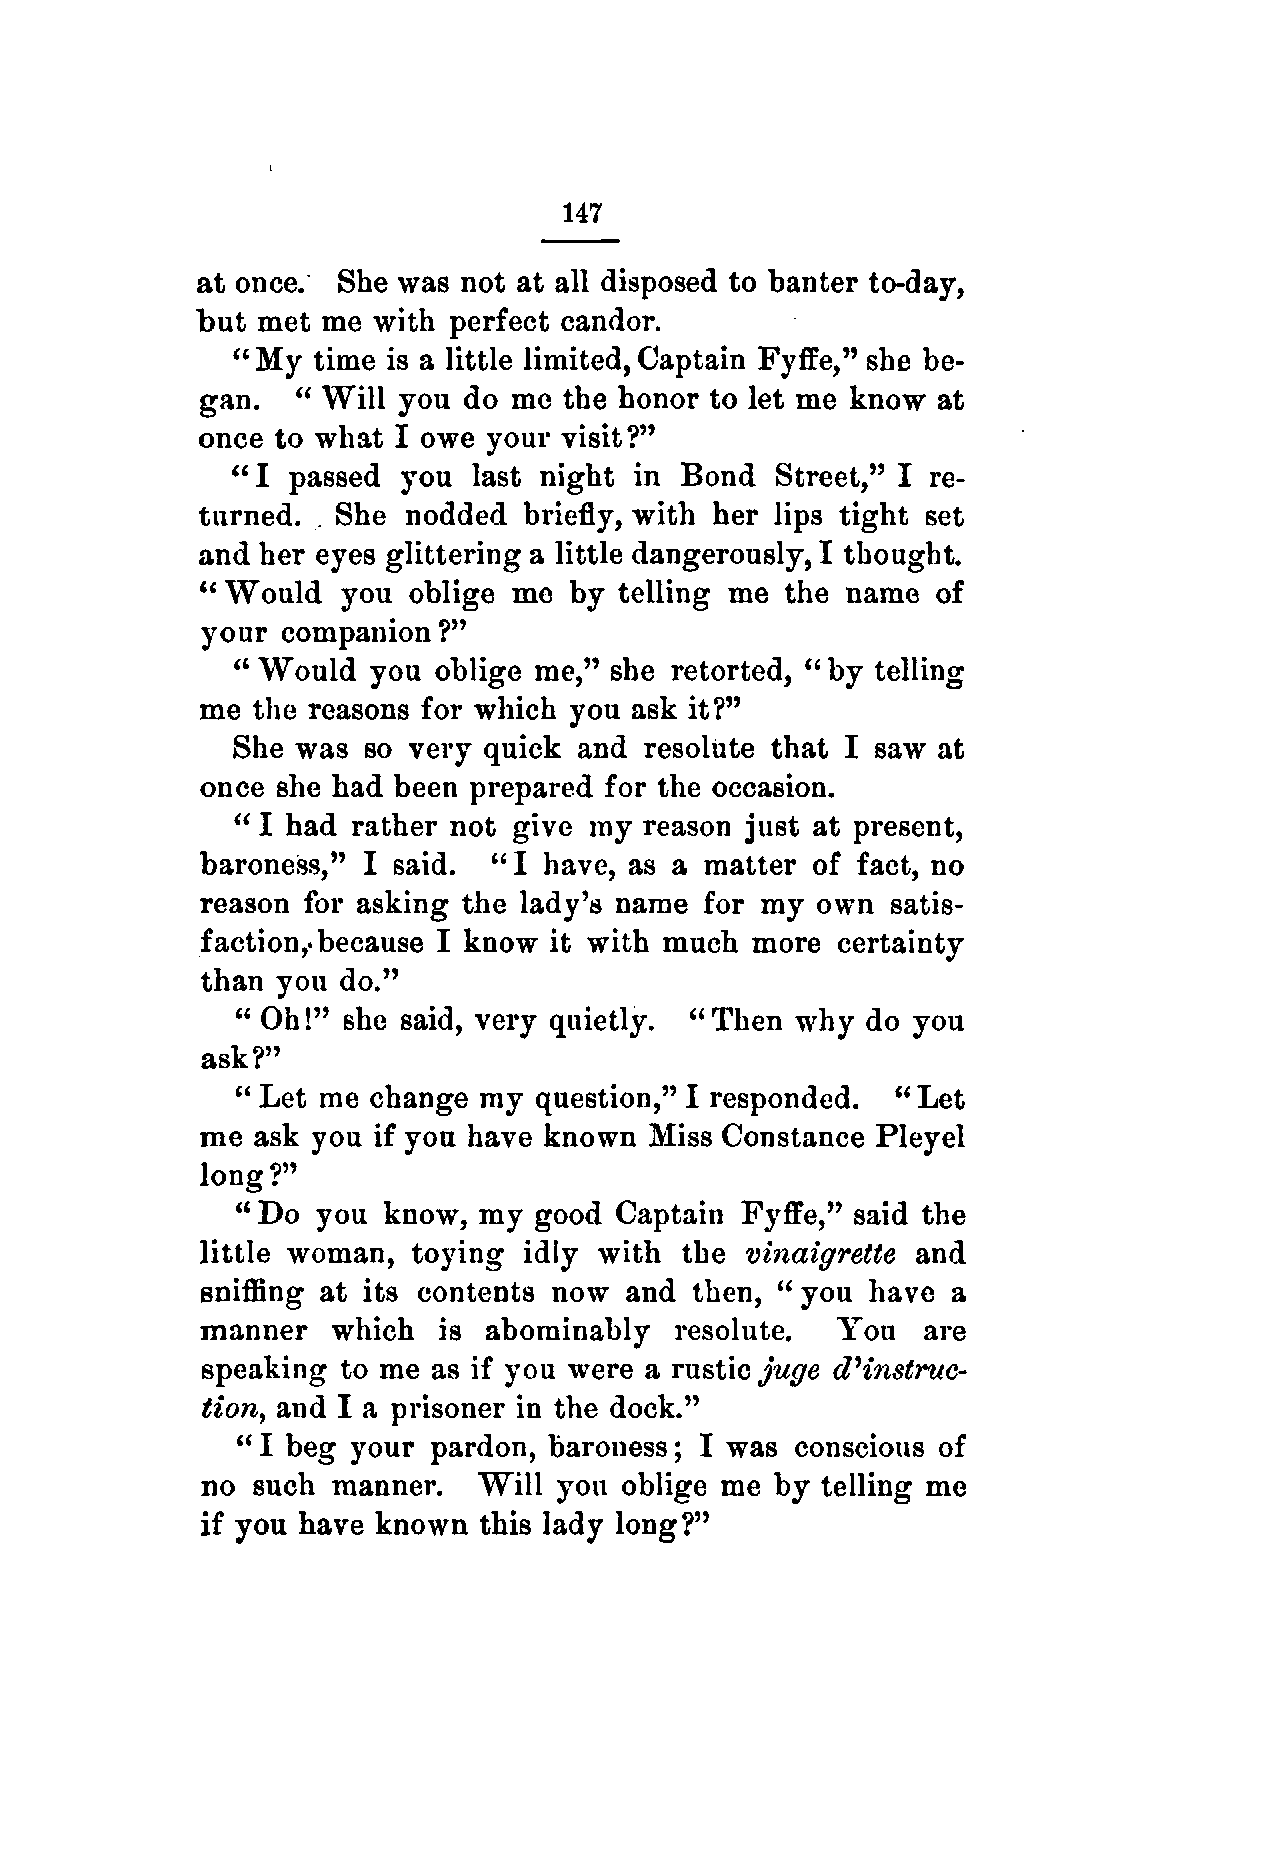 147
at once. She was not at all disposed to banter to-day,
but met me with perfect candor.
"My time is a little limited, Captain Fyffe," she be-
gan. "Will you do me the honor to let me know at
once to what I owe your visit?"
"I passed you last night in Bond Street," I re-
turned. She nodded briefly, with her lips tight set
and her eyes glittering a little dangerously, I thought.
"Would you oblige me by telling me the name of
your companion?"
"Would you oblige me," she retorted, "by telling
me the reasons for which you ask it?"
She was so very quick and resolute that I saw at
once she had been prepared for the occasion.
"I had rather not give my reason just at present,
baroness," I said. "I have, as a matter of fact, no
reason for asking the lady's name for my own satis-
faction, because I know it with much more certainty
than you do."
"Oh!" she said, very quietly. "Then why do you
ask?"
"Let me change my question," I responded. "Let
me ask you if you have known Miss Constance Pleyel
long?"
"Do you know, my good Captain Fyffe," said the
little woman, toying idly with the vinaigrette and
sniffing at its contents now and then, "you have a
manner which is abominably resolute. You are
speaking to me as if you were a rustic juge d'instruc-
tion, and I a prisoner in the dock."
"I beg your pardon, baroness; I was conscious of
no such manner. Will you oblige me by telling me
if you have known this lady long?"